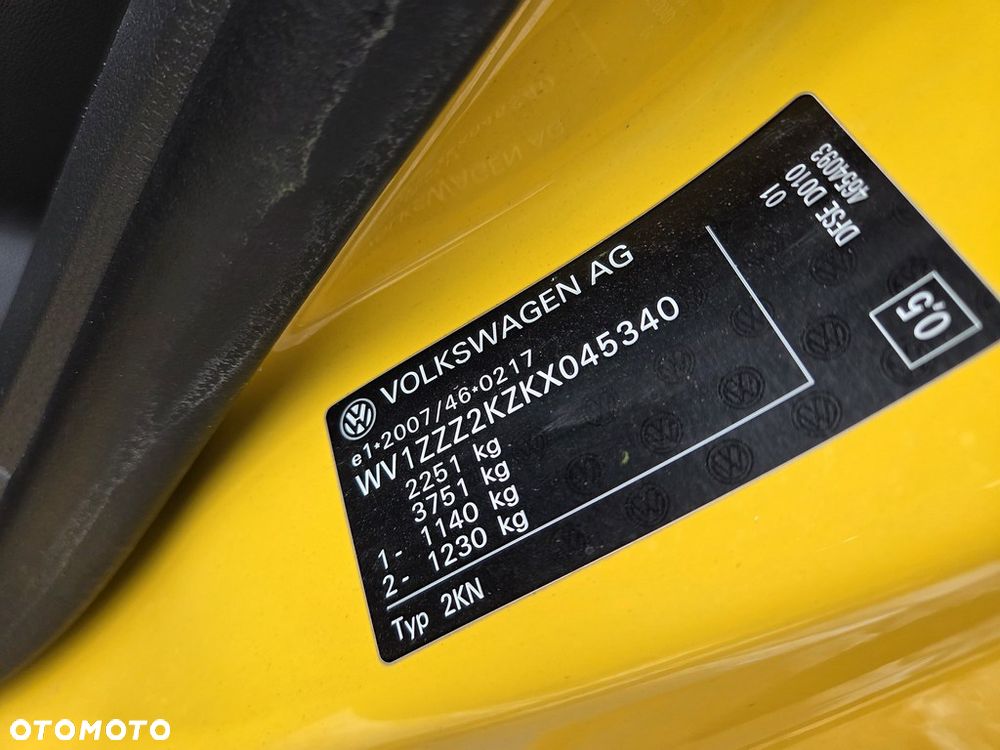 VOLKSWAGEN AG
e1*2007/46*0217
WV1ZZZ2KZKX045340
2251 kg
3751 kg
1- 1140 kg
2- 1230 kg
Typ 2KN
01
DFSE D010
4654093
0,5
OTOMOTO